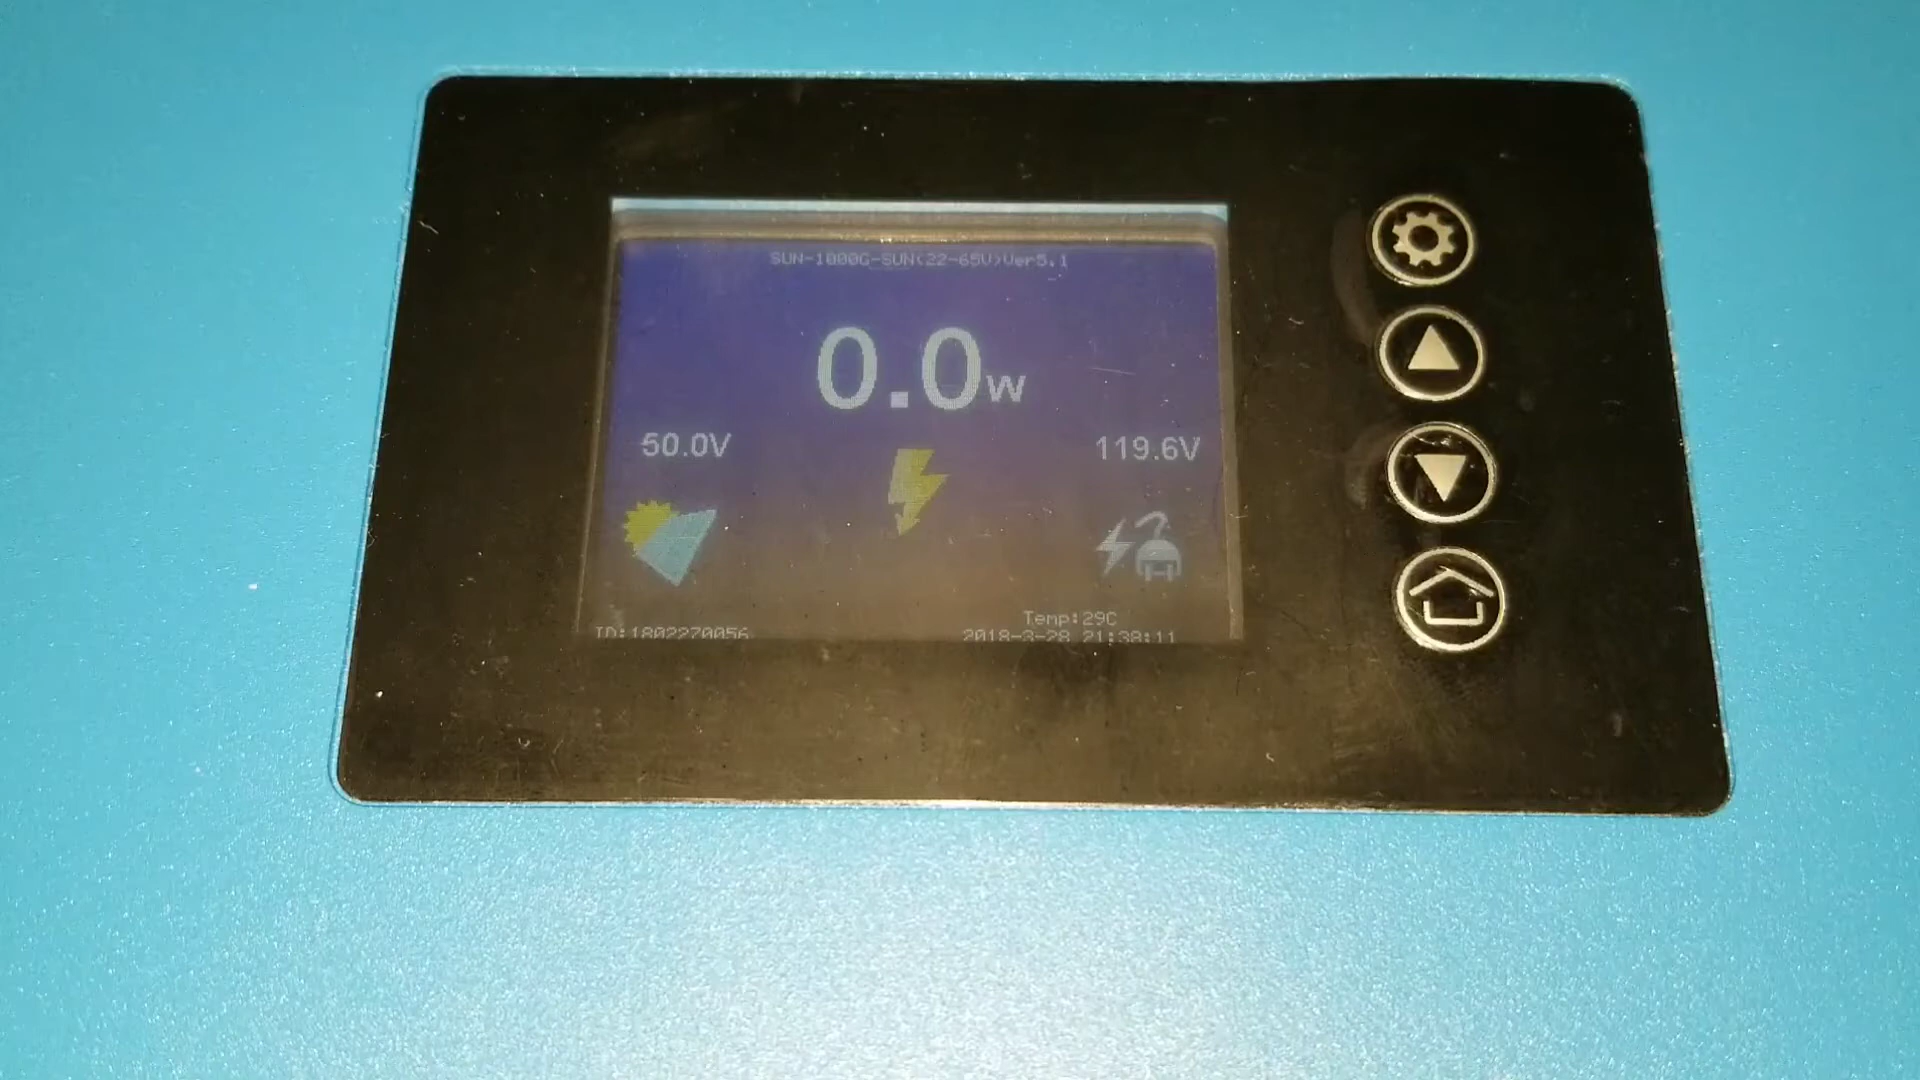 SUN-1000G-SUN(22-65V)Ver5.1
0.0w
50.0V
119.6V
Temp:29C
ID:1802270056
2018-3-28 21:38:11